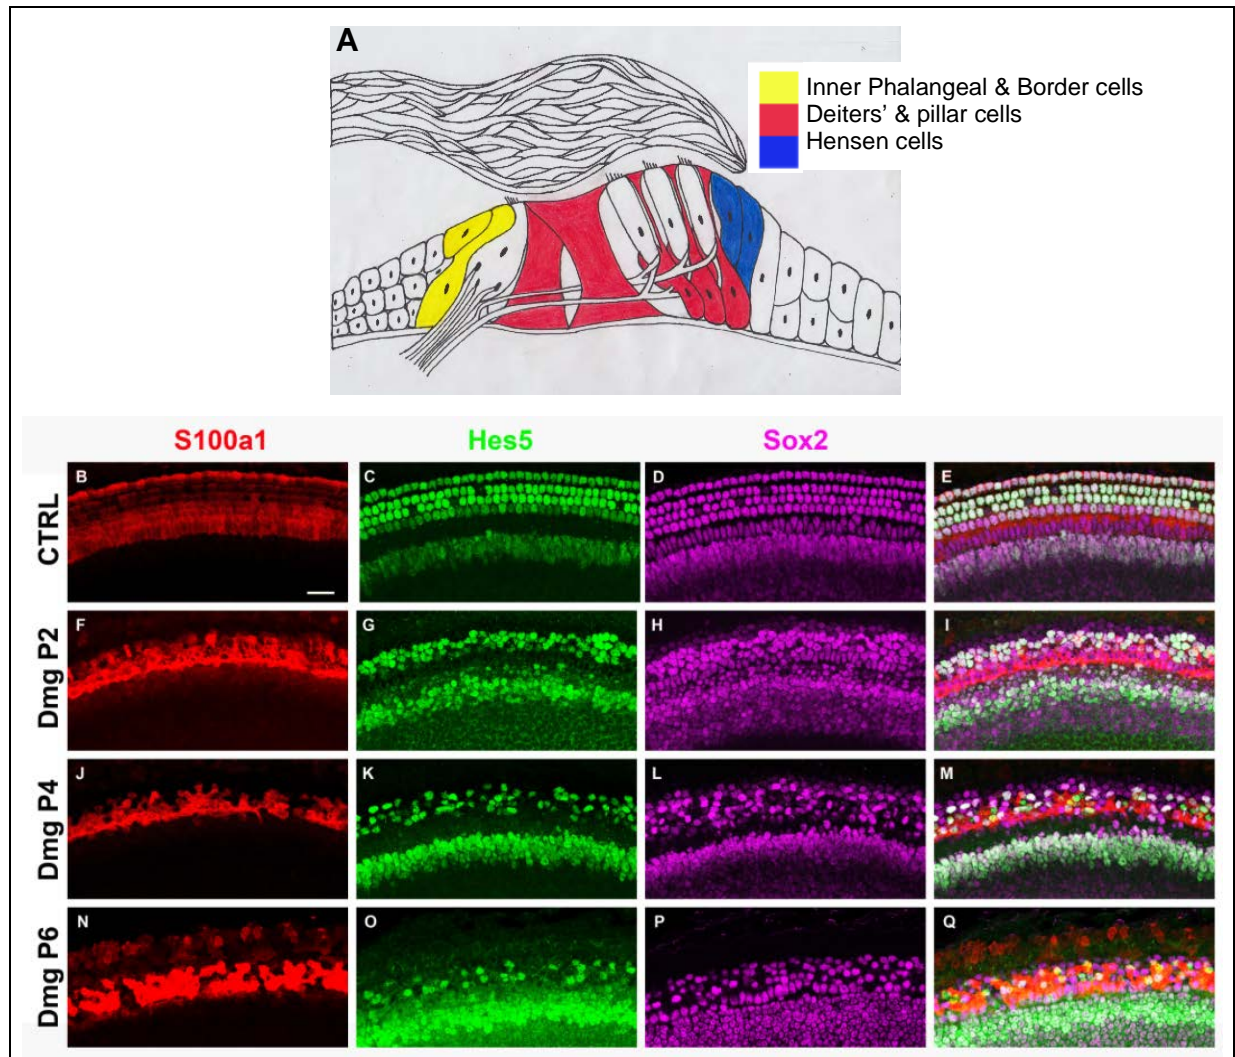 A
Inner Phalangeal & Border cells
Deiters' & pillar cells
Hensen cells
S100a1 Hes5 Sox2
CTRL B C D E
Dmg P2 F G H I
Dmg P4 J K L M
Dmg P6 N O P Q